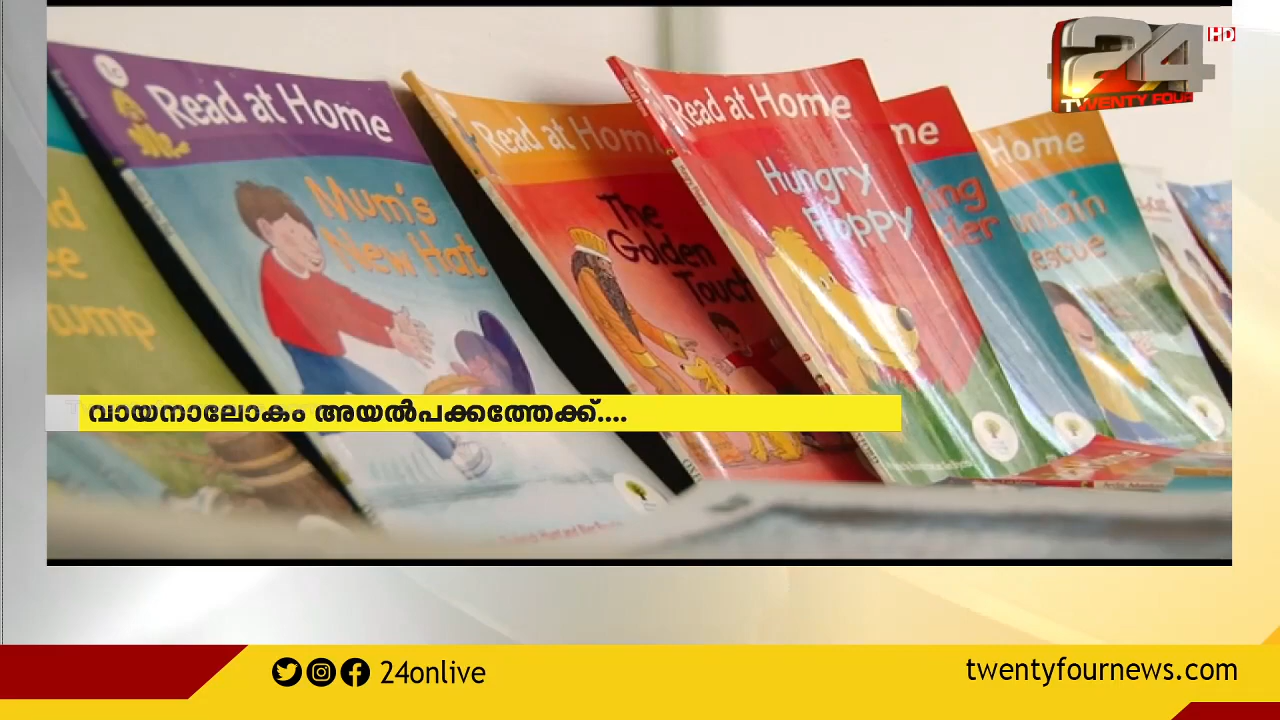 24
HD
TWENTY FOUR
Read at Home
Mum's
New Hat
Read at Home
The
Golden
Touch
Read at Home
Hungry
Floppy
Home
വായനാലോകം അയൽപക്കത്തേക്ക്....
24onlive
twentyfournews.com